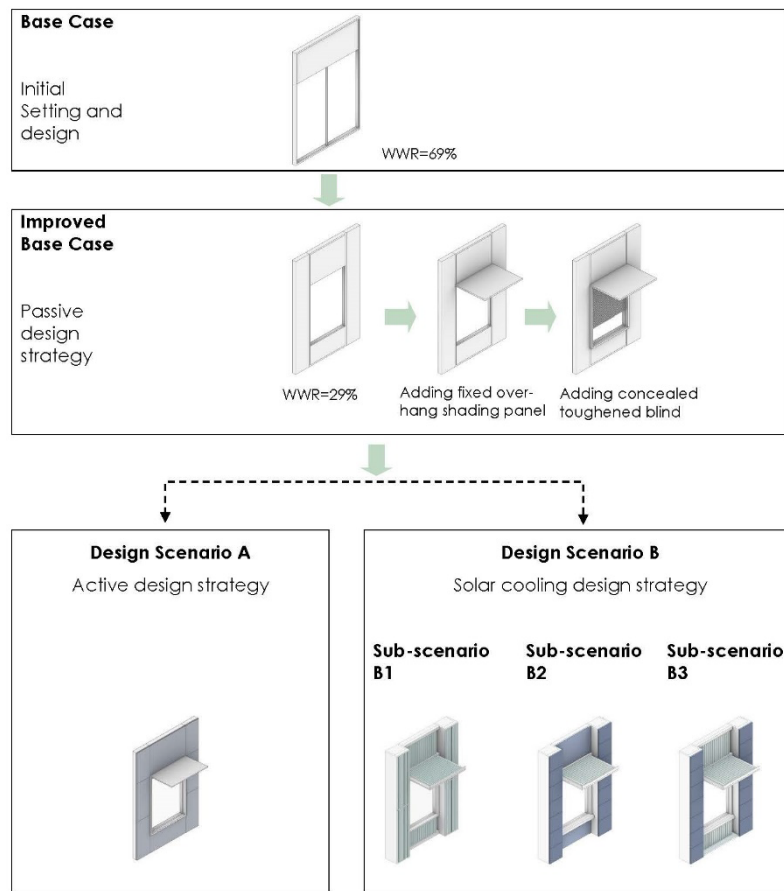 Base Case
Initial
Setting and
design
WWR=69%
Improved
Base Case
Passive
design
strategy
WWR=29%
Adding fixed over-
hang shading panel
Adding concealed
toughened blind
Design Scenario A
Active design strategy
Design Scenario B
Solar cooling design strategy
Sub-scenario
B1
Sub-scenario
B2
Sub-scenario
B3